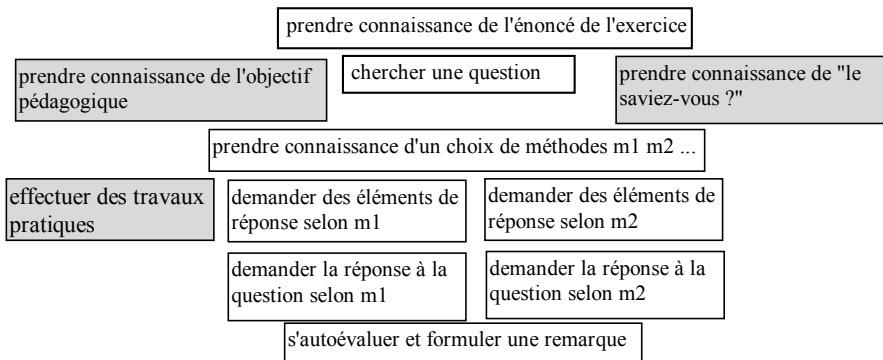 prendre connaissance de l'énoncé de l'exercice
prendre connaissance de l'objectif
pédagogique
chercher une question
prendre connaissance de "le
saviez-vous ?"
prendre connaissance d'un choix de méthodes m1 m2 ...
effectuer des travaux
pratiques
demander des éléments de
réponse selon m1
demander des éléments de
réponse selon m2
demander la réponse à la
question selon m1
demander la réponse à la
question selon m2
s'autoévaluer et formuler une remarque